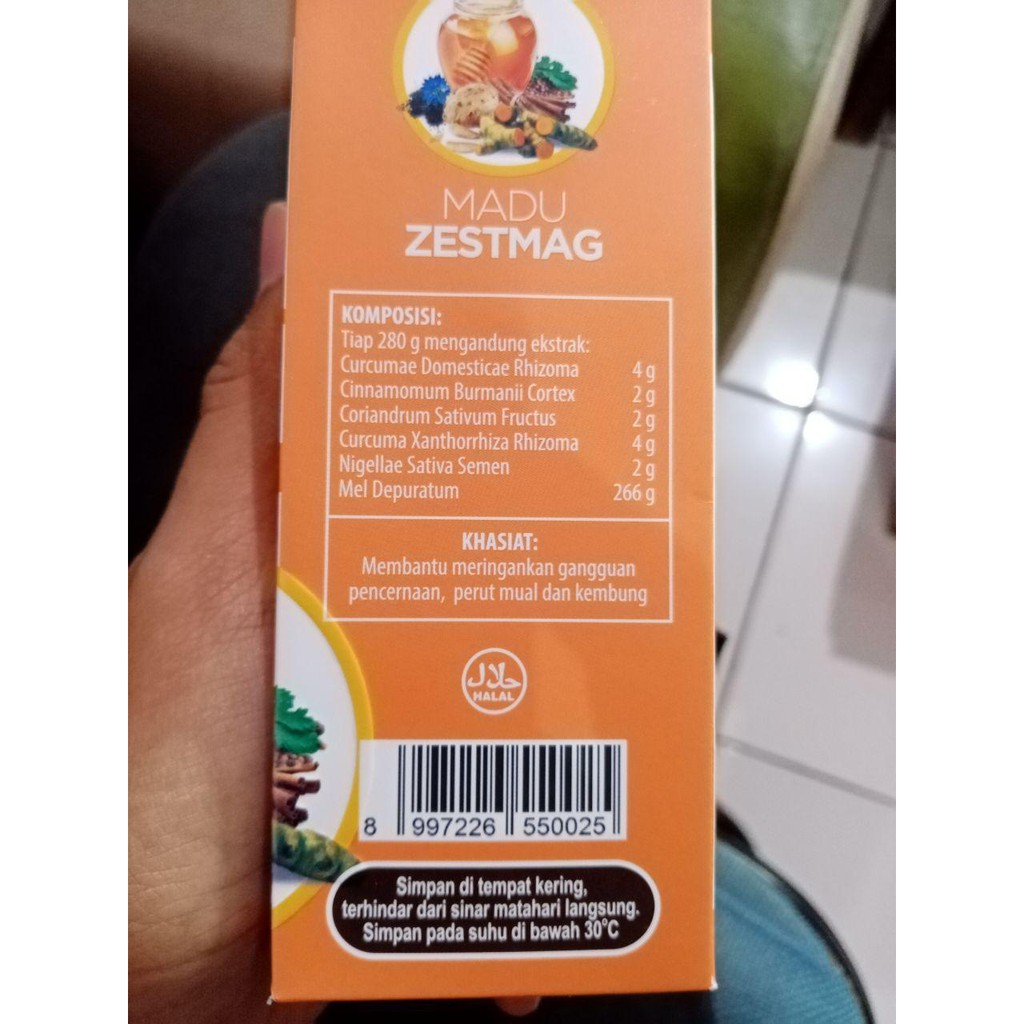 MADU
ZESTMAG
KOMPOSISI:
Tiap 280 g mengandung ekstrak:
Curcumae Domesticae Rhizoma 4 g
Cinnamomum Burmanii Cortex 2 g
Coriandrum Sativum Fructus 2 g
Curcuma Xanthorrhiza Rhizoma 4 g
Nigellae Sativa Semen 2 g
Mel Depuratum 266 g
KHASIAT:
Membantu meringankan gangguan
pencernaan, perut mual dan kembung
حلال
HALAL
8 997226 550025
Simpan di tempat kering,
terhindar dari sinar matahari langsung.
Simpan pada suhu di bawah 30°C